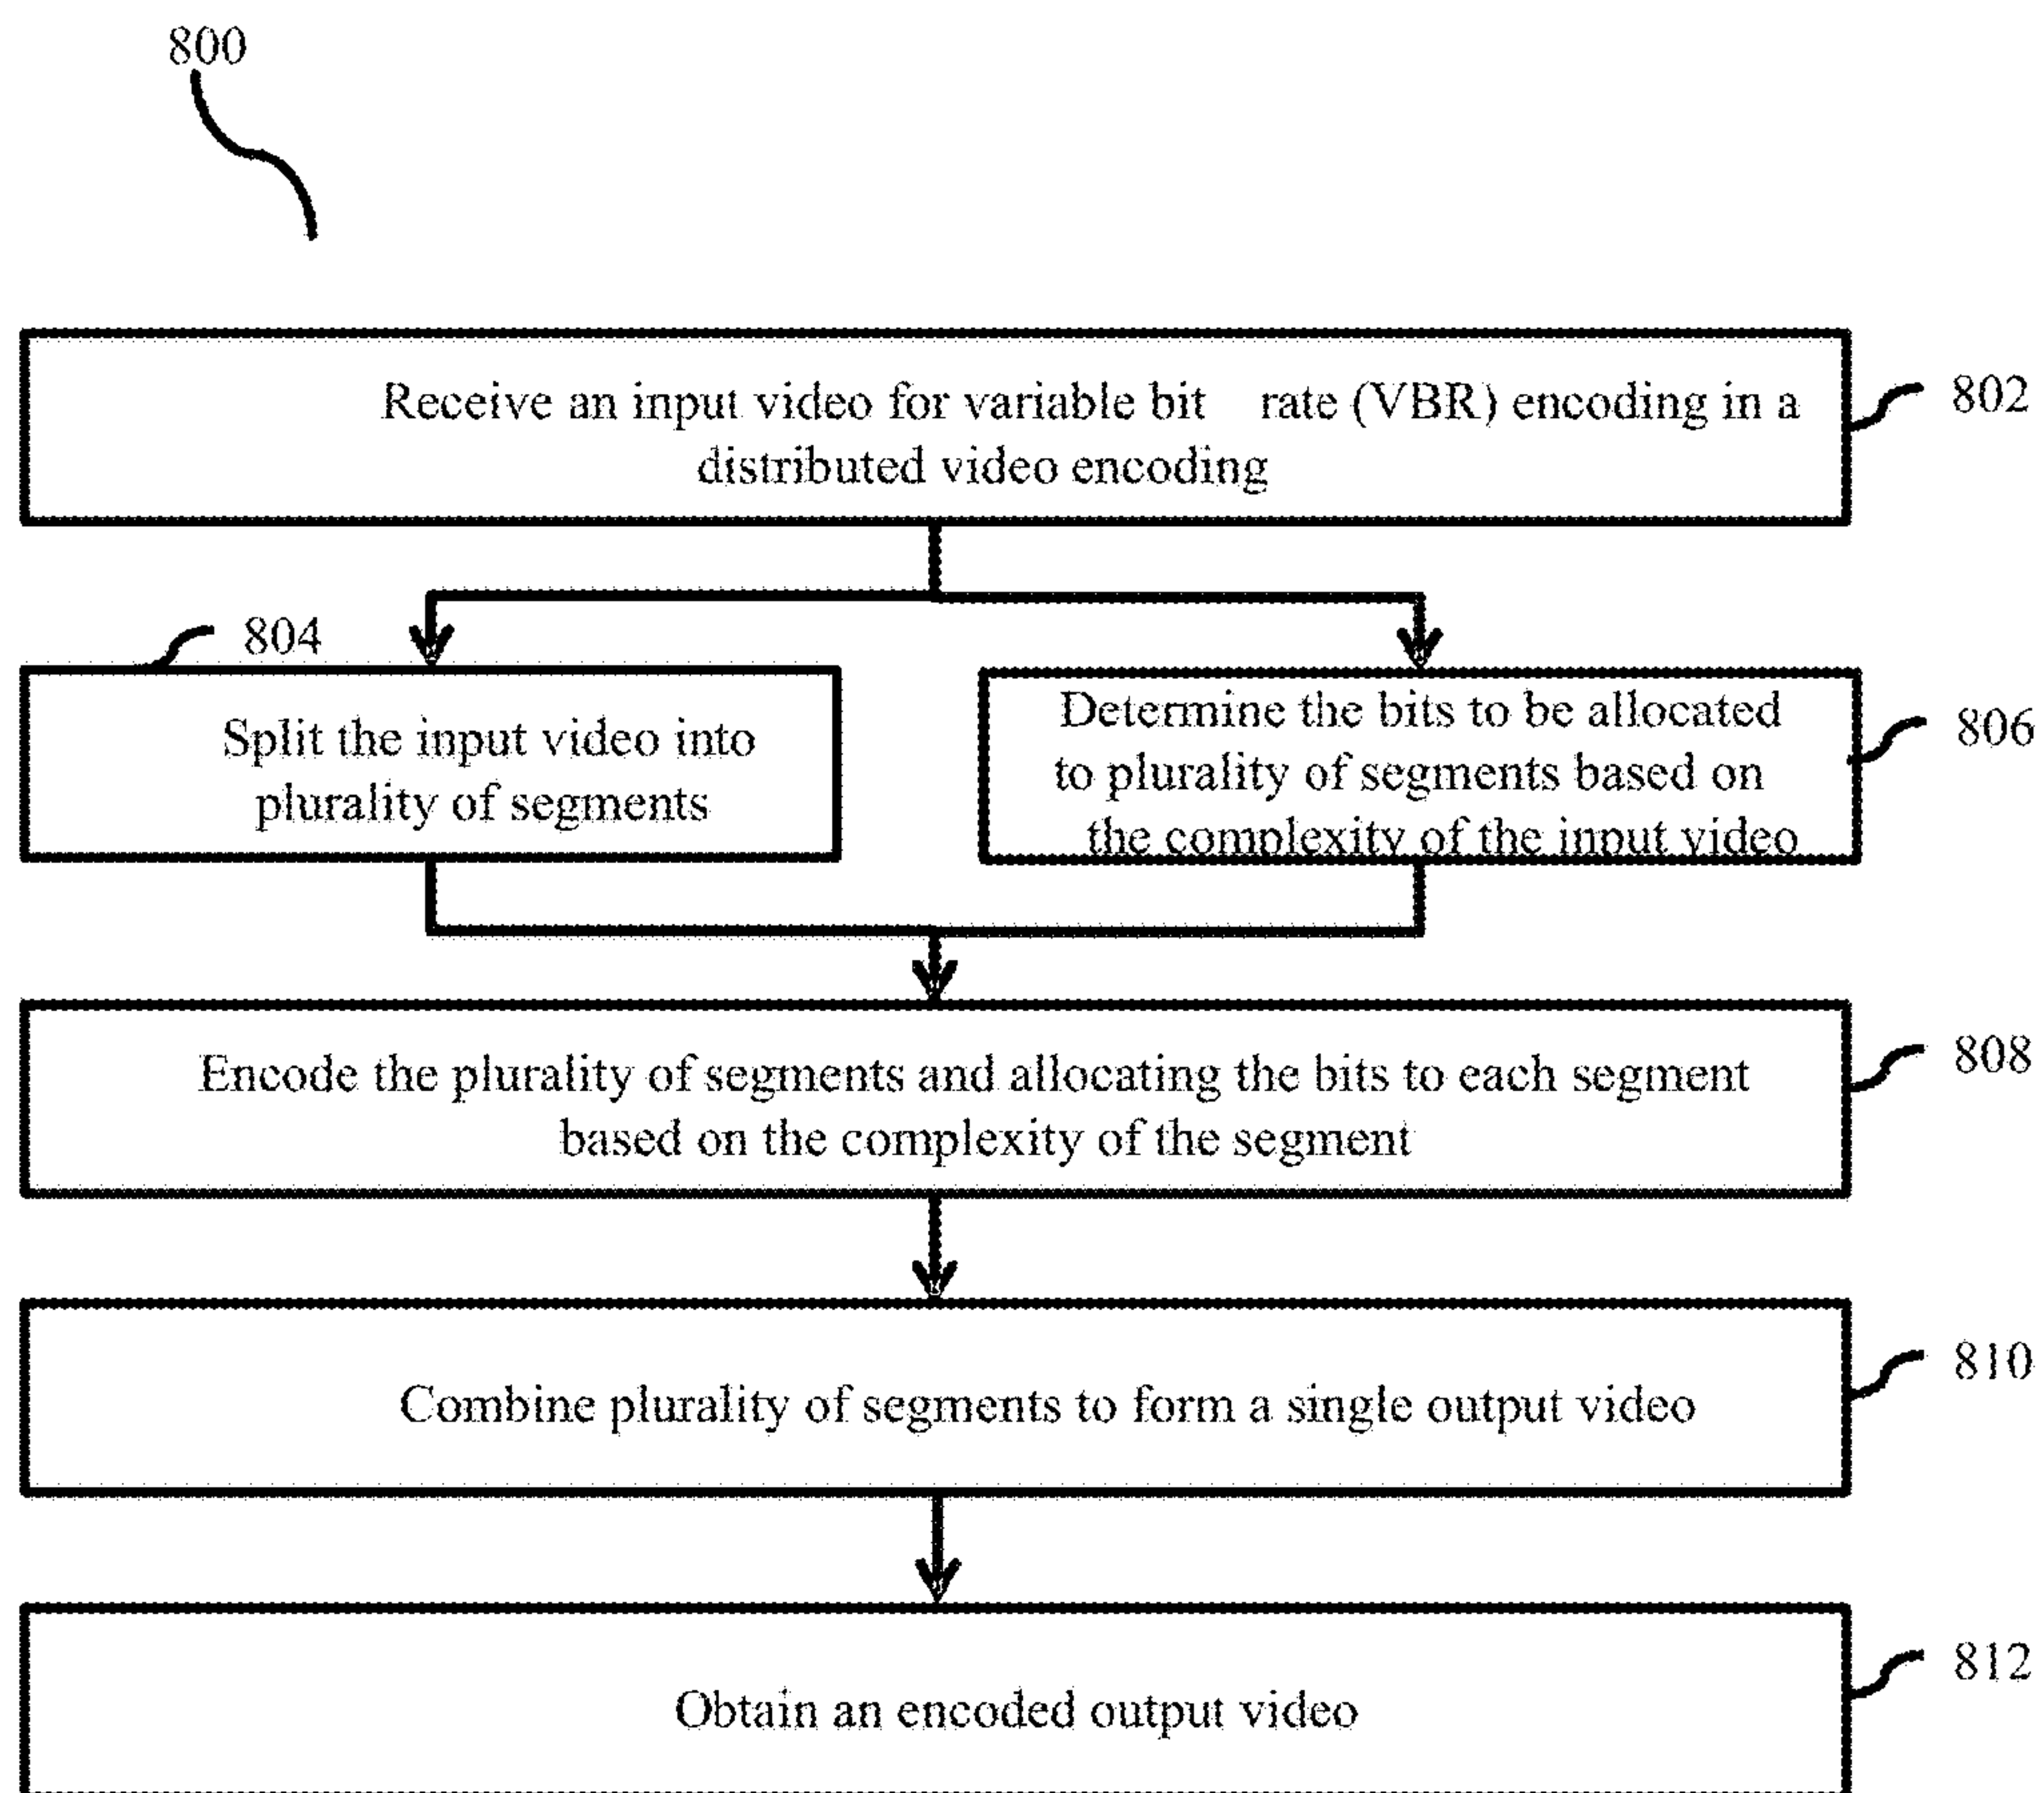 800
Receive an input video for variable bit rate (VBR) encoding in a
distributed video encoding
802
804
Split the input video into
plurality of segments
Determine the bits to be allocated
to plurality of segments based on
the complexity of the input video
806
Encode the plurality of segments and allocating the bits to each segment
based on the complexity of the segment
808
Combine plurality of segments to form a single output video
810
Obtain an encoded output video
812